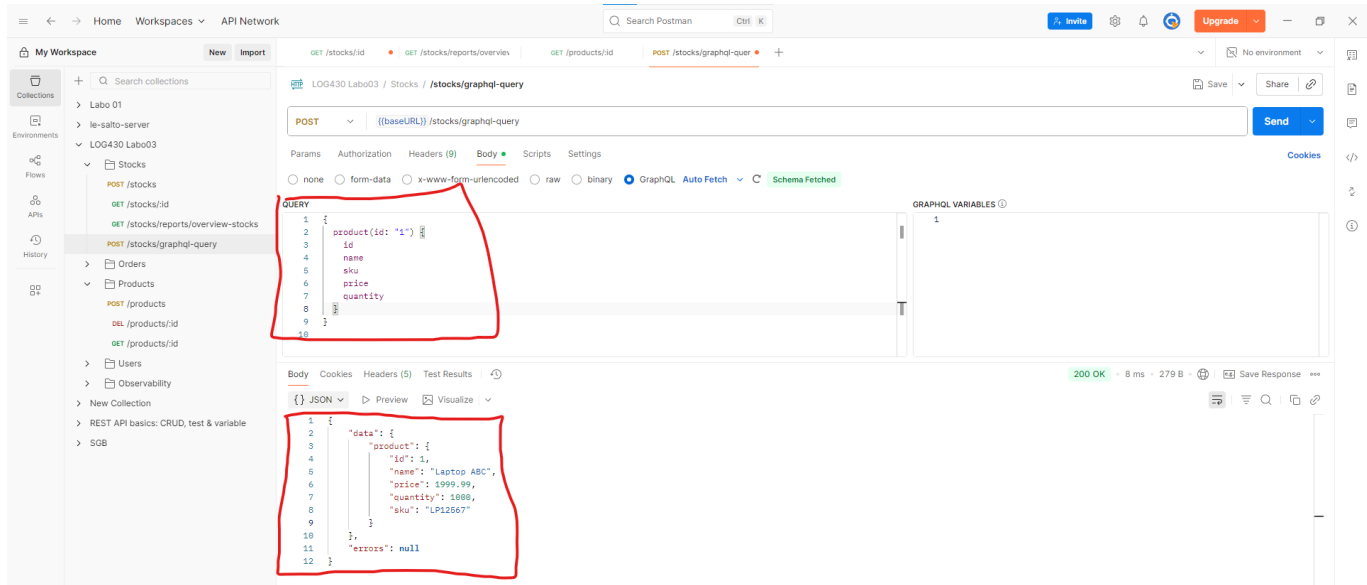 Home Workspaces API Network Search Postman Ctrl K Invite Upgrade
My Workspace New Import GET /stocks/:id GET /stocks/reports/overview GET /products/:id POST /stocks/graphql-quer No environment
Collections
Environments
Flows
APIs
History
Search collections
Labo 01
le-salto-server
LOG430 Labo03
Stocks
POST /stocks
GET /stocks/:id
GET /stocks/reports/overview-stocks
POST /stocks/graphql-query
Orders
Products
POST /products
DEL /products/:id
GET /products/:id
Users
Observability
New Collection
REST API basics: CRUD, test & variable
SGB
HTTP LOG430 Labo03 / Stocks / /stocks/graphql-query Save Share
POST {{baseURL}} /stocks/graphql-query Send
Params Authorization Headers (9) Body Scripts Settings Cookies
none form-data x-www-form-urlencoded raw binary GraphQL Auto Fetch Schema Fetched
QUERY
1 {
2 product(id: "1") {
3 id
4 name
5 sku
6 price
7 quantity
8 }
9 }
10
GRAPHQL VARIABLES
1
Body Cookies Headers (5) Test Results 200 OK 8 ms 279 B Save Response
{} JSON Preview Visualize
1 {
2 "data": {
3 "product": {
4 "id": 1,
5 "name": "Laptop ABC",
6 "price": 1999.99,
7 "quantity": 1000,
8 "sku": "LP12567"
9 }
10 },
11 "errors": null
12 }